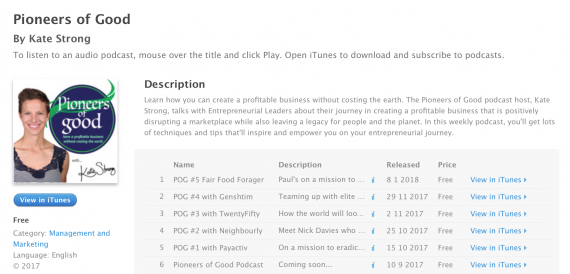 Pioneers of Good
By Kate Strong
To listen to an audio podcast, mouse over the title and click Play. Open iTunes to download and subscribe to podcasts.
Pioneers
of
good
have a profitable business
without costing the earth
with...
Kate Strong
View in iTunes
Free
Category: Management and
Marketing
Language: English
© 2017
Description
Learn how you can create a profitable business without costing the earth. The Pioneers of Good podcast host, Kate
Strong, talks with Entrepreneurial Leaders about their journey in creating a profitable business that is positively
disrupting a marketplace while also leaving a legacy for people and the planet. In this weekly podcast, you'll get lots
of techniques and tips that'll inspire and empower you on your entrepreneurial journey.
Name Description Released Price
1 POG #5 Fair Food Forager Paul's on a mission to ... i 8 1 2018 Free View in iTunes
2 POG #4 with Genshtim Teaming up with elite ... i 29 11 2017 Free View in iTunes
3 POG #3 with TwentyFifty How the world will loo... i 2 11 2017 Free View in iTunes
4 POG #2 with Neighbourly Meet Nick Davies who ... i 25 10 2017 Free View in iTunes
5 POG #1 with Payactiv On a mission to eradic... i 15 10 2017 Free View in iTunes
6 Pioneers of Good Podcast Coming soon... i 10 9 2017 Free View in iTunes